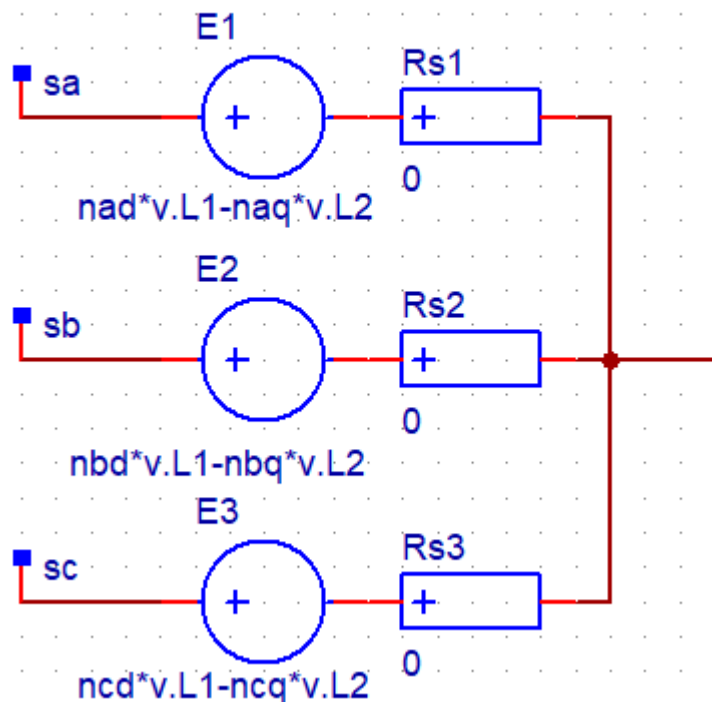 E1
Rs1
sa
+
+
0
nad*v.L1-naq*v.L2
E2
Rs2
sb
+
+
0
nbd*v.L1-nbq*v.L2
E3
Rs3
sc
+
+
0
ncd*v.L1-ncq*v.L2